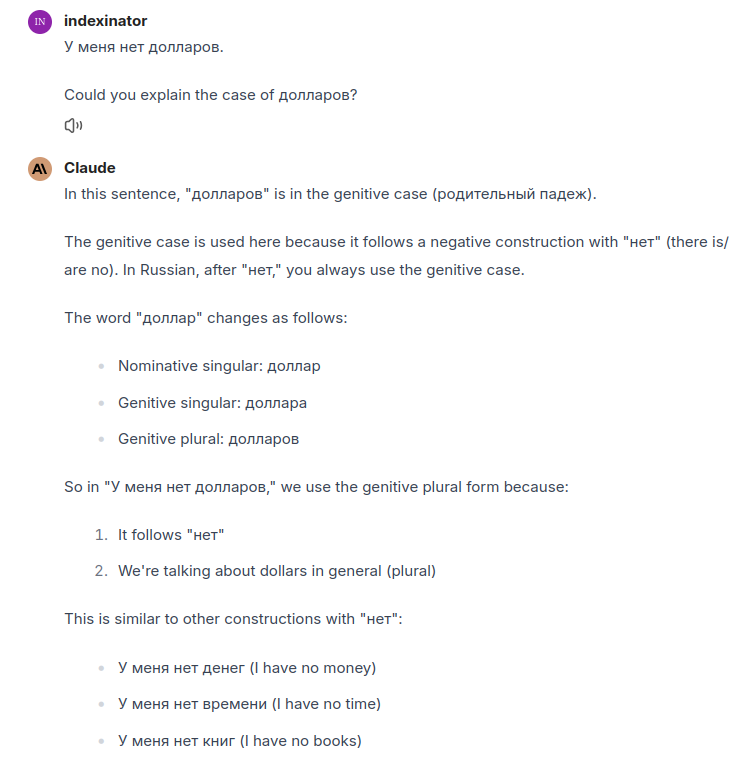 IN indexinator
У меня нет долларов.
Could you explain the case of долларов?
A\ Claude
In this sentence, "долларов" is in the genitive case (родительный падеж).
The genitive case is used here because it follows a negative construction with "нет" (there is/
are no). In Russian, after "нет," you always use the genitive case.
The word "доллар" changes as follows:
• Nominative singular: доллар
• Genitive singular: доллара
• Genitive plural: долларов
So in "У меня нет долларов," we use the genitive plural form because:
1. It follows "нет"
2. We're talking about dollars in general (plural)
This is similar to other constructions with "нет":
• У меня нет денег (I have no money)
• У меня нет времени (I have no time)
• У меня нет книг (I have no books)